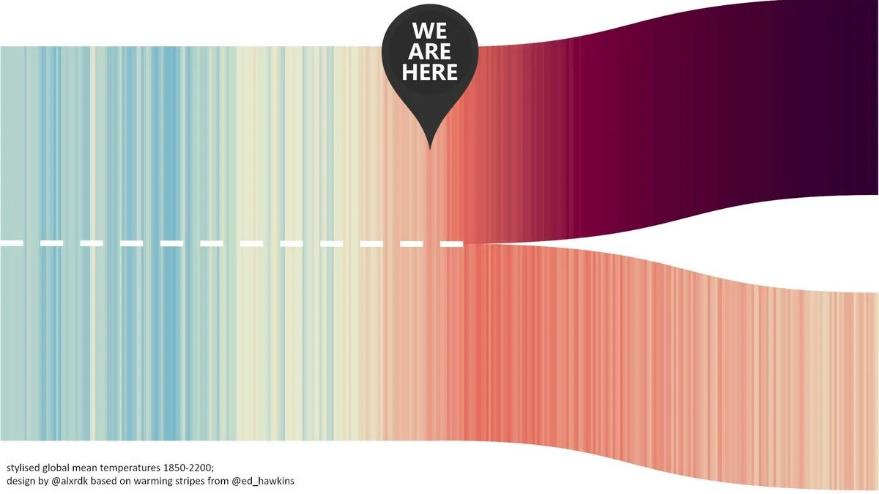 WE
ARE
HERE
stylised global mean temperatures 1850-2200;
design by @alxrdk based on warming stripes from @ed_hawkins